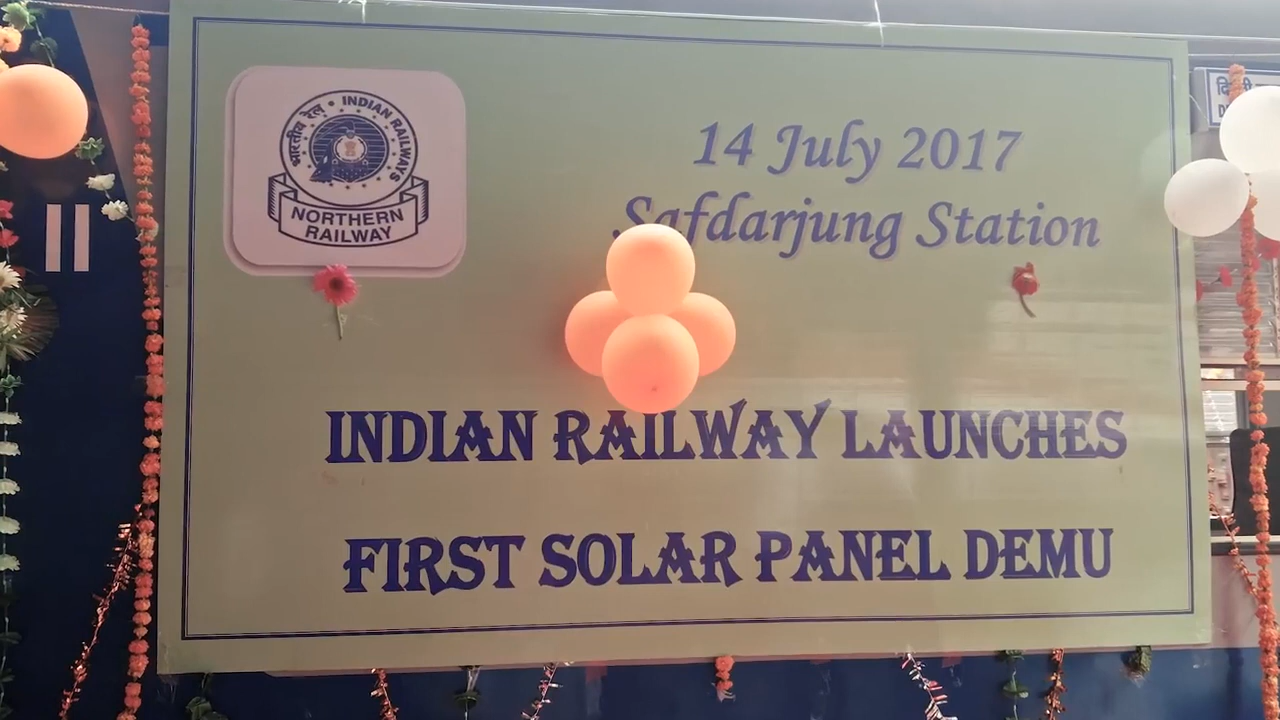 भारतीय रेल • INDIAN RAILWAYS
NORTHERN
RAILWAY
14 July 2017
Safdarjung Station
INDIAN RAILWAY LAUNCHES
FIRST SOLAR PANEL DEMU